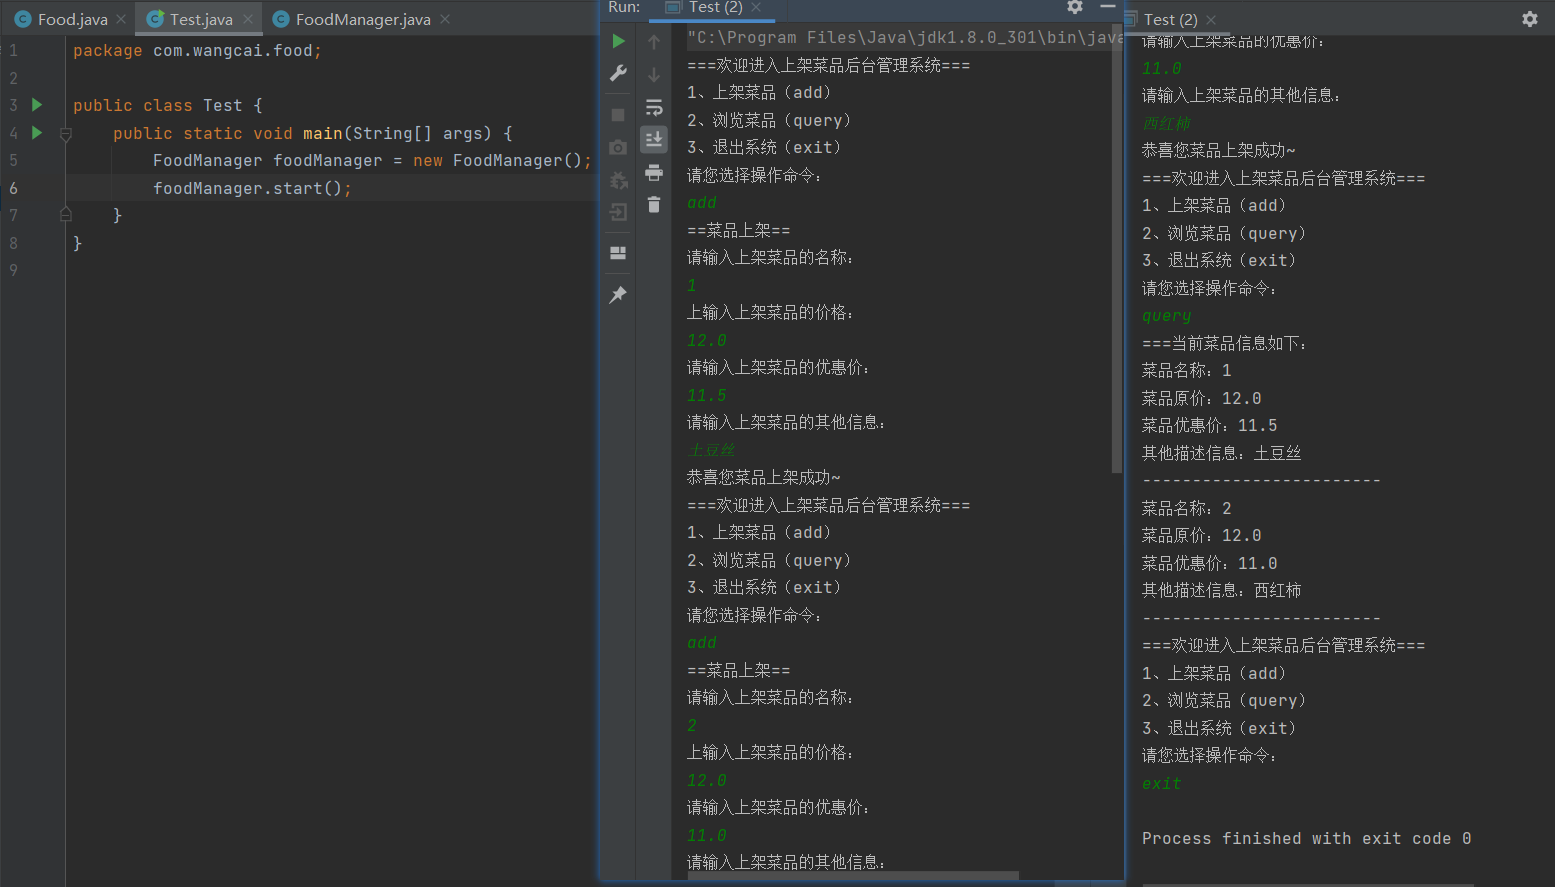 Food.java
Test.java
FoodManager.java
1 package com.wangcai.food;
2
3 public class Test {
4 public static void main(String[] args) {
5 FoodManager foodManager = new FoodManager();
6 foodManager.start();
7 }
8 }
9
Run: Test (2)
"C:\Program Files\Java\jdk1.8.0_301\bin\java
===欢迎进入上架菜品后台管理系统===
1、上架菜品（add）
2、浏览菜品（query）
3、退出系统（exit）
请您选择操作命令：
add
==菜品上架==
请输入上架菜品的名称：
1
上输入上架菜品的价格：
12.0
请输入上架菜品的优惠价：
11.5
请输入上架菜品的其他信息：
土豆丝
恭喜您菜品上架成功~
===欢迎进入上架菜品后台管理系统===
1、上架菜品（add）
2、浏览菜品（query）
3、退出系统（exit）
请您选择操作命令：
add
==菜品上架==
请输入上架菜品的名称：
2
上输入上架菜品的价格：
12.0
请输入上架菜品的优惠价：
11.0
请输入上架菜品的其他信息：
Test (2)
请输入上架菜品的优惠价：
11.0
请输入上架菜品的其他信息：
西红柿
恭喜您菜品上架成功~
===欢迎进入上架菜品后台管理系统===
1、上架菜品（add）
2、浏览菜品（query）
3、退出系统（exit）
请您选择操作命令：
query
===当前菜品信息如下：
菜品名称：1
菜品原价：12.0
菜品优惠价：11.5
其他描述信息：土豆丝
------------------------
菜品名称：2
菜品原价：12.0
菜品优惠价：11.0
其他描述信息：西红柿
------------------------
===欢迎进入上架菜品后台管理系统===
1、上架菜品（add）
2、浏览菜品（query）
3、退出系统（exit）
请您选择操作命令：
exit
Process finished with exit code 0